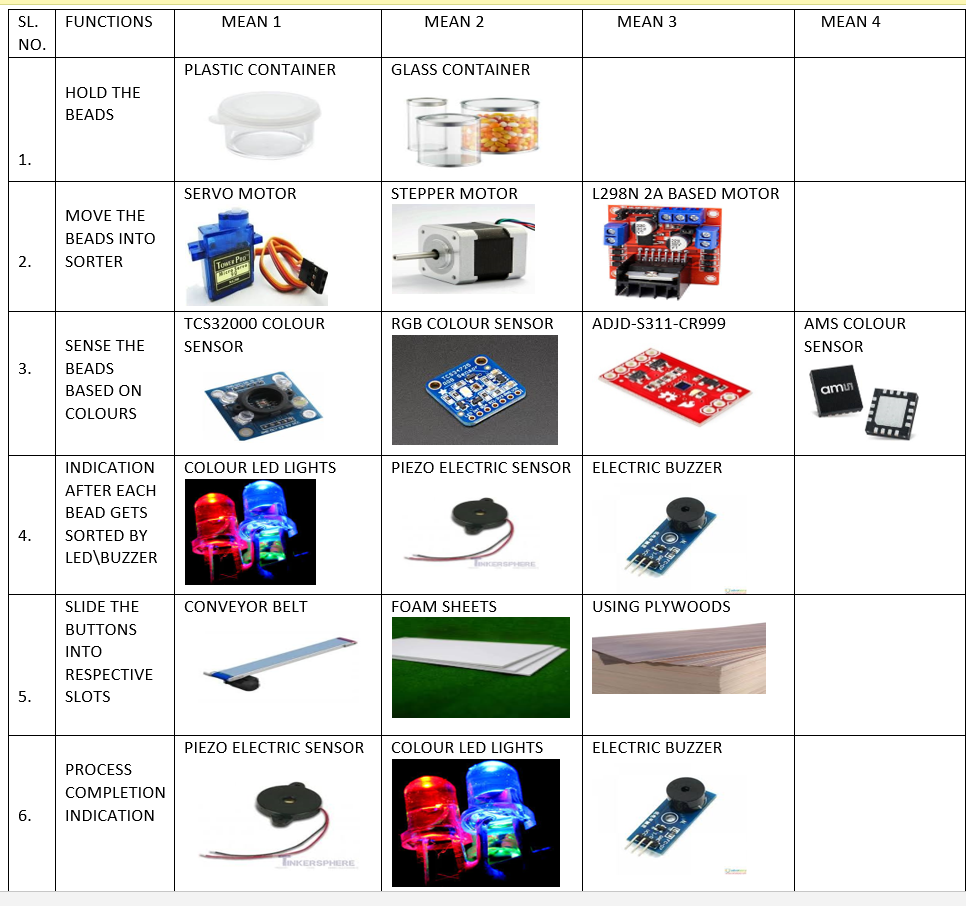 SL. NO.
FUNCTIONS
MEAN 1
MEAN 2
MEAN 3
MEAN 4
1.
HOLD THE
BEADS
PLASTIC CONTAINER
GLASS CONTAINER
2.
MOVE THE
BEADS INTO
SORTER
SERVO MOTOR
TOWER PRO
STEPPER MOTOR
L298N 2A BASED MOTOR
3.
SENSE THE
BEADS
BASED ON
COLOURS
TCS32000 COLOUR
SENSOR
RGB COLOUR SENSOR
TCS34725
RGB Sensor
ADJD-S311-CR999
AMS COLOUR
SENSOR
am
4.
INDICATION
AFTER EACH
BEAD GETS
SORTED BY
LED\BUZZER
COLOUR LED LIGHTS
PIEZO ELECTRIC SENSOR
TINKERSPHERE
ELECTRIC BUZZER
5.
SLIDE THE
BUTTONS
INTO
RESPECTIVE
SLOTS
CONVEYOR BELT
FOAM SHEETS
USING PLYWOODS
6.
PROCESS
COMPLETION
INDICATION
PIEZO ELECTRIC SENSOR
TINKERSPHERE
COLOUR LED LIGHTS
ELECTRIC BUZZER